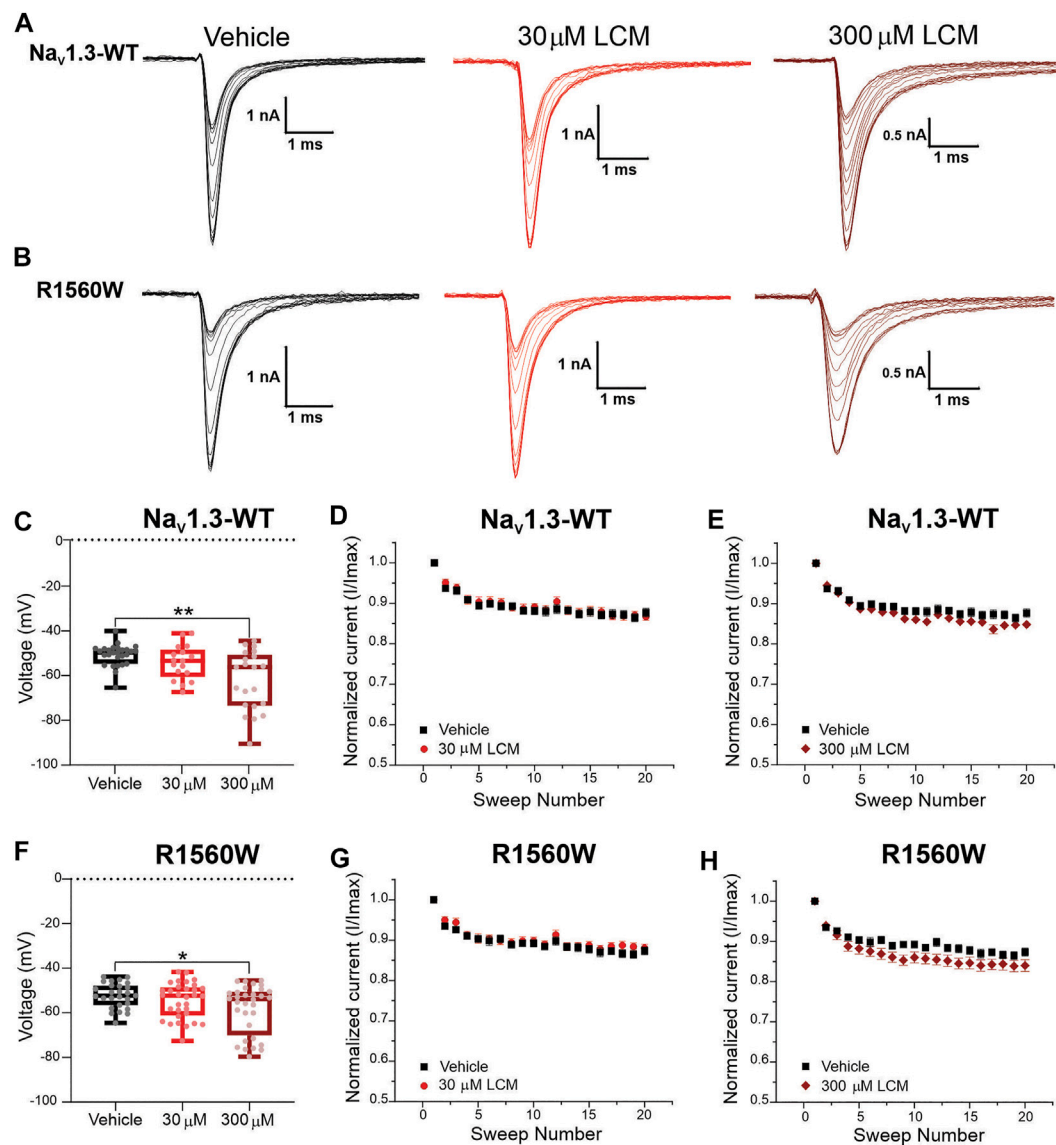 A
Vehicle
30 μM LCM
300 μM LCM
Naᵥ1.3-WT
1 nA
1 ms
1 nA
1 ms
0.5 nA
1 ms
B
R1560W
1 nA
1 ms
1 nA
1 ms
0.5 nA
1 ms
C
Naᵥ1.3-WT
Voltage (mV)
0
-20
-40
-60
-80
-100
**
Vehicle
30 μM
300 μM
D
Naᵥ1.3-WT
Normalized current (I/Imax)
1.0
0.9
0.8
0.7
0.6
0.5
Vehicle
30 μM LCM
0 5 10 15 20
Sweep Number
E
Naᵥ1.3-WT
Normalized current (I/Imax)
1.0
0.9
0.8
0.7
0.6
0.5
Vehicle
300 μM LCM
0 5 10 15 20
Sweep Number
F
R1560W
Voltage (mV)
0
-20
-40
-60
-80
-100
*
Vehicle
30 μM
300 μM
G
R1560W
Normalized current (I/Imax)
1.0
0.9
0.8
0.7
0.6
0.5
Vehicle
30 μM LCM
0 5 10 15 20
Sweep Number
H
R1560W
Normalized current (I/Imax)
1.0
0.9
0.8
0.7
0.6
0.5
Vehicle
300 μM LCM
0 5 10 15 20
Sweep Number